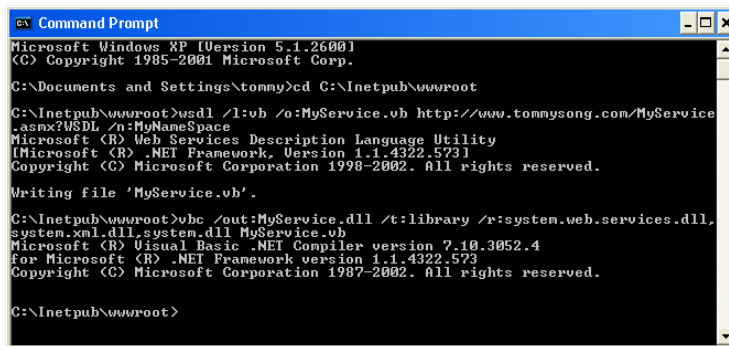 Command Prompt
Microsoft Windows XP [Version 5.1.2600]
(C) Copyright 1985-2001 Microsoft Corp.
C:\Documents and Settings\tommy>cd C:\Inetpub\wwwroot
C:\Inetpub\wwwroot>wsdl /l:vb /o:MyService.vb http://www.tommysong.com/MyService
.asmx?WSDL /n:MyNameSpace
Microsoft (R) Web Services Description Language Utility
[Microsoft (R) .NET Framework, Version 1.1.4322.573]
Copyright (C) Microsoft Corporation 1998-2002. All rights reserved.
Writing file 'MyService.vb'.
C:\Inetpub\wwwroot>vbc /out:MyService.dll /t:library /r:system.web.services.dll,
system.xml.dll,system.dll MyService.vb
Microsoft (R) Visual Basic .NET Compiler version 7.10.3052.4
for Microsoft (R) .NET Framework version 1.1.4322.573
Copyright (C) Microsoft Corporation 1987-2002. All rights reserved.
C:\Inetpub\wwwroot>